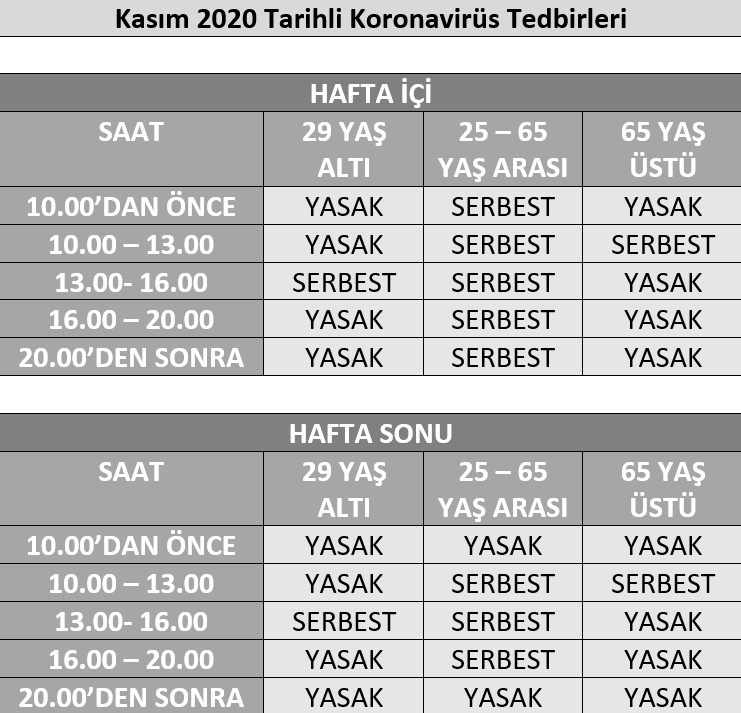 Kasım 2020 Tarihli Koronavirüs Tedbirleri
HAFTA İÇİ
SAAT 29 YAŞ ALTI 25 – 65 YAŞ ARASI 65 YAŞ ÜSTÜ
10.00’DAN ÖNCE YASAK SERBEST YASAK
10.00 – 13.00 YASAK SERBEST SERBEST
13.00- 16.00 SERBEST SERBEST YASAK
16.00 – 20.00 YASAK SERBEST YASAK
20.00’DEN SONRA YASAK SERBEST YASAK
HAFTA SONU
SAAT 29 YAŞ ALTI 25 – 65 YAŞ ARASI 65 YAŞ ÜSTÜ
10.00’DAN ÖNCE YASAK YASAK YASAK
10.00 – 13.00 YASAK SERBEST SERBEST
13.00- 16.00 SERBEST SERBEST YASAK
16.00 – 20.00 YASAK SERBEST YASAK
20.00’DEN SONRA YASAK YASAK YASAK